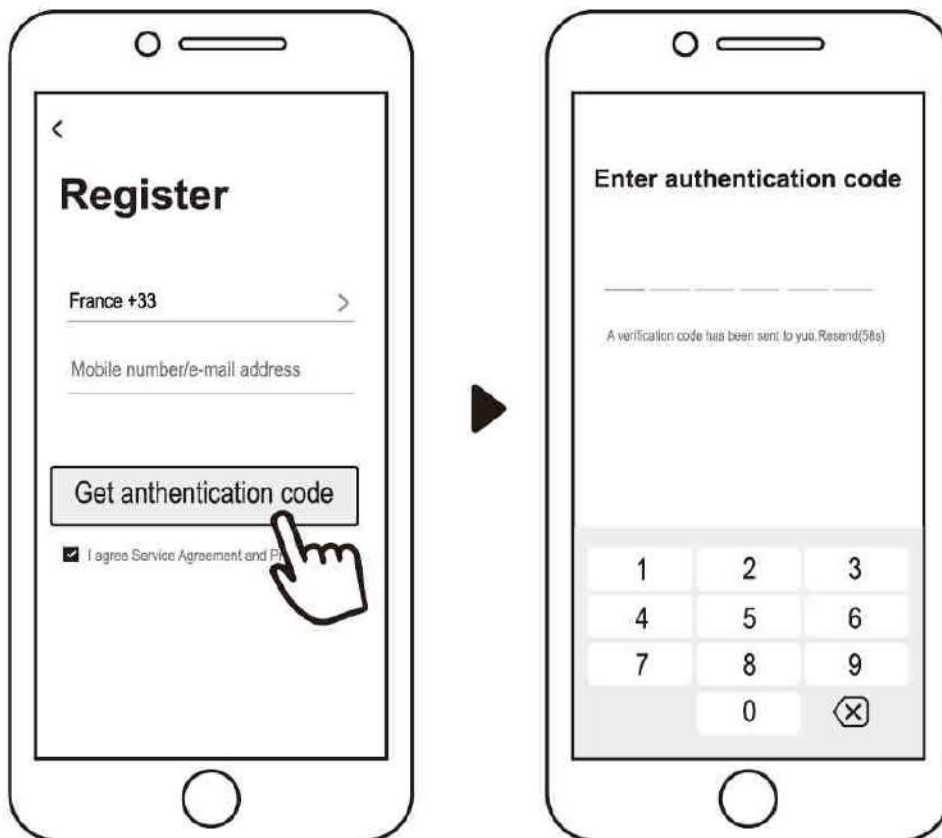 Register
France +33
Mobile number/e-mail address
Get anthentication code
I agree Service Agreement and
Enter authentication code
A verification code has been sent to yuo.Resend(58s)
1 2 3
4 5 6
7 8 9
0